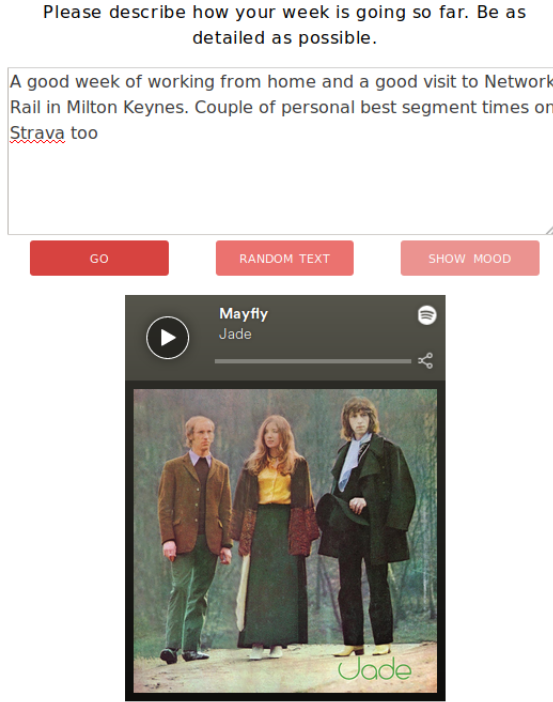 Please describe how your week is going so far. Be as
detailed as possible.
A good week of working from home and a good visit to Network
Rail in Milton Keynes. Couple of personal best segment times on
Strava too
GO
RANDOM TEXT
SHOW MOOD
Mayfly
Jade
Jade